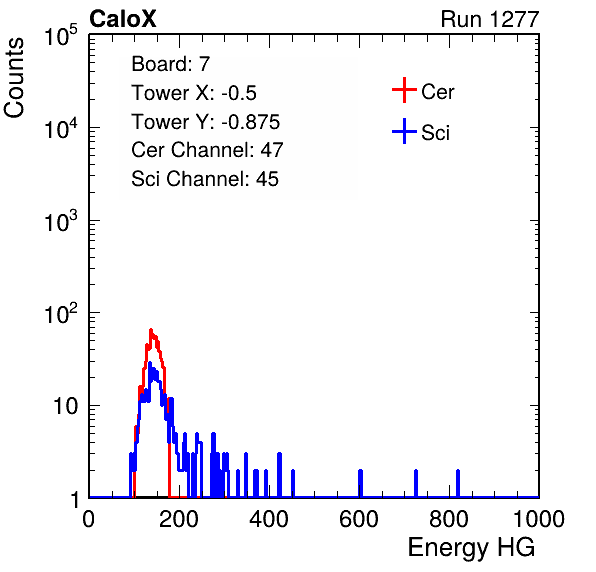 CaloX Run 1277
Counts
10^5
10^4
10^3
10^2
10
1
Board: 7
Tower X: -0.5
Tower Y: -0.875
Cer Channel: 47
Sci Channel: 45
Cer
Sci
0 200 400 600 800 1000
Energy HG